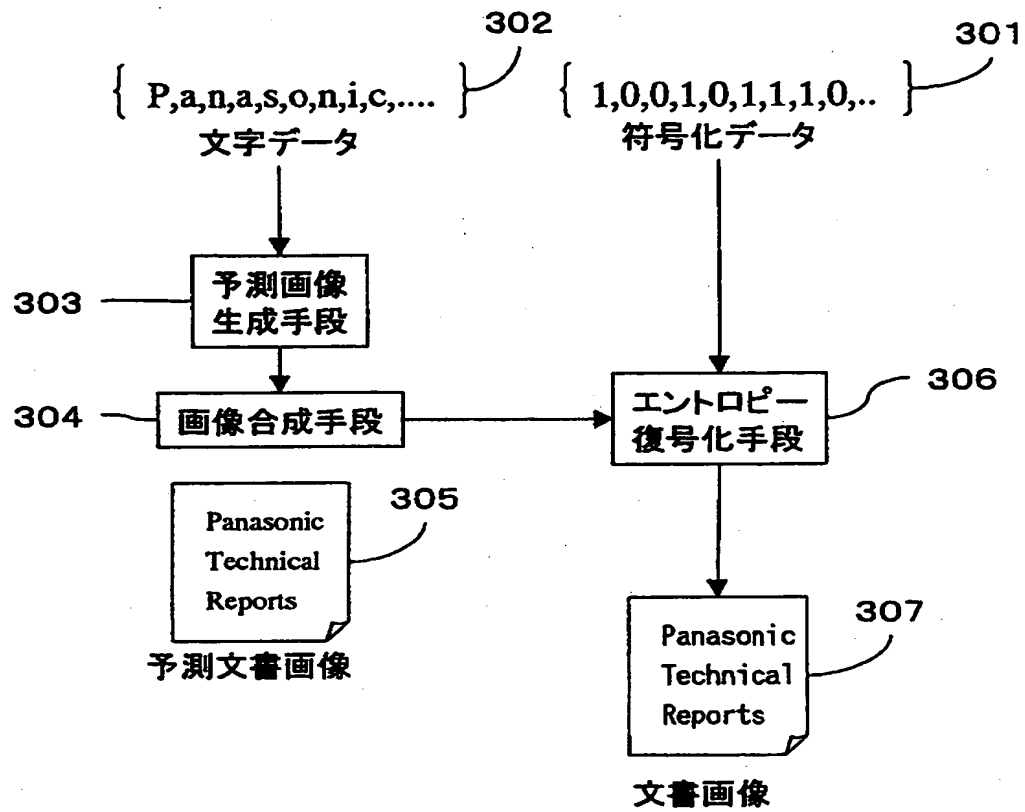 302
301
{ P,a,n,a,s,o,n,i,c,.... }
{ 1,0,0,1,0,1,1,1,0,.. }
文字データ
符号化データ
303
予測画像
生成手段
304
画像合成手段
エントロピー
復号化手段
306
305
Panasonic
Technical
Reports
予測文書画像
307
Panasonic
Technical
Reports
文書画像